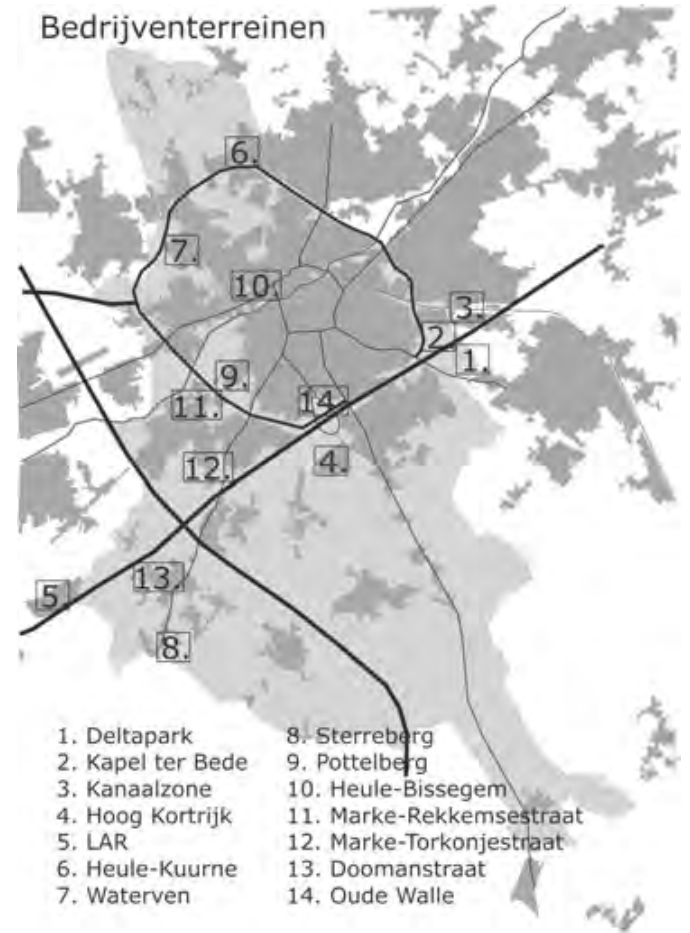 Bedrijventerreinen
6.
7.
10.
3.
2
1.
9.
11.
14.
12.
4.
13.
5.
8.
1. Deltapark
2. Kapel ter Bede
3. Kanaalzone
4. Hoog Kortrijk
5. LAR
6. Heule-Kuurne
7. Waterven
8. Sterreberg
9. Pottelberg
10. Heule-Bissegem
11. Marke-Rekkemsestraat
12. Marke-Torkonjestraat
13. Doomanstraat
14. Oude Walle